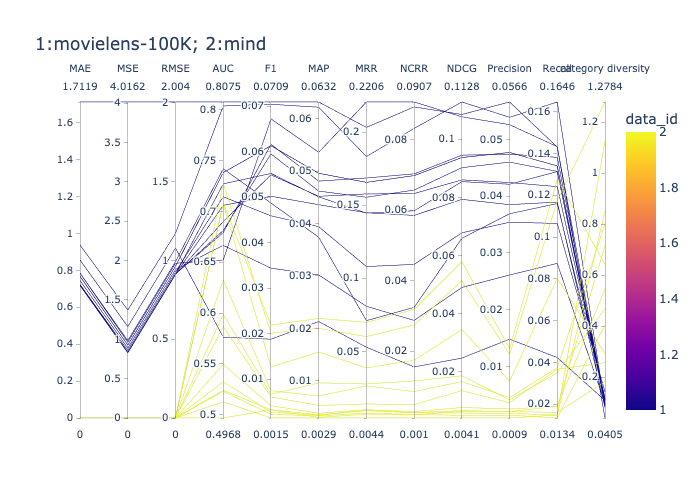 1:movielens-100K; 2:mind
MAE MSE RMSE AUC F1 MAP MRR NCRR NDCG Precision Recall category diversity
1.7119 4.0162 2.004 0.8075 0.0709 0.0632 0.2206 0.0907 0.1128 0.0566 0.1646 1.2784
1.6 1.4 1.2 1 0.8 0.6 0.4 0.2 0
4 3.5 3 2.5 2 1.5 1 0.5 0
1.5 1 0.5 0
0.8 0.75 0.7 0.65 0.6 0.55 0.5
0.07 0.06 0.05 0.04 0.03 0.02 0.01
0.06 0.05 0.04 0.03 0.02 0.01
0.2 0.15 0.1 0.05
0.08 0.06 0.04 0.02
0.1 0.08 0.06 0.04 0.02
0.05 0.04 0.03 0.02 0.01
0.16 0.14 0.12 0.1 0.08 0.06 0.04 0.02
1.2 1 0.8 0.6 0.4 0.2
0 0 0 0.4968 0.0015 0.0029 0.0044 0.001 0.0041 0.0009 0.0134 0.0405
data_id
2
1.8
1.6
1.4
1.2
1